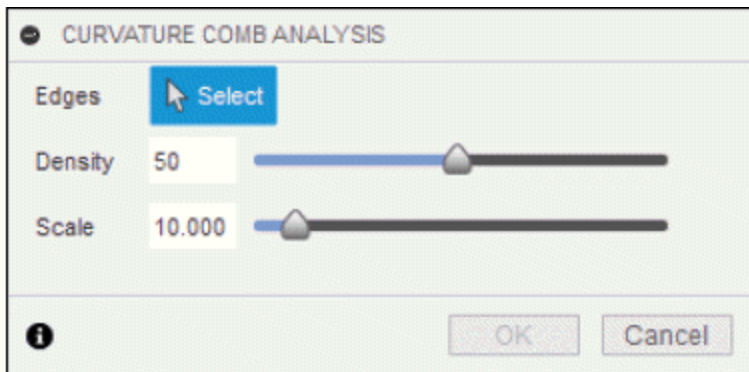 CURVATURE COMB ANALYSIS
Edges Select
Density 50
Scale 10.000
OK Cancel